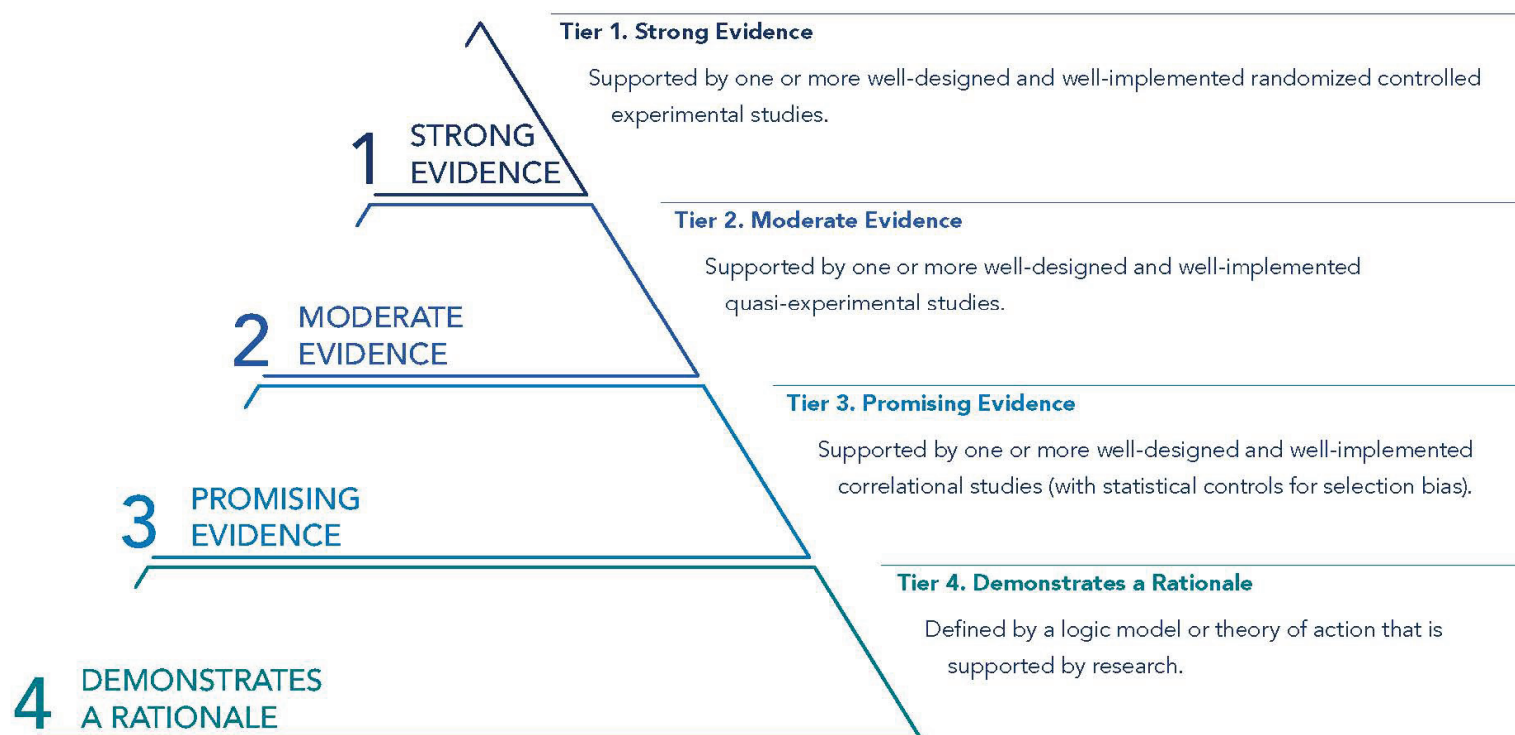 Tier 1. Strong Evidence
Supported by one or more well-designed and well-implemented randomized controlled
experimental studies.
1
STRONG
EVIDENCE
Tier 2. Moderate Evidence
Supported by one or more well-designed and well-implemented
quasi-experimental studies.
2
MODERATE
EVIDENCE
Tier 3. Promising Evidence
Supported by one or more well-designed and well-implemented
correlational studies (with statistical controls for selection bias).
3
PROMISING
EVIDENCE
Tier 4. Demonstrates a Rationale
Defined by a logic model or theory of action that is
supported by research.
4
DEMONSTRATES
A RATIONALE